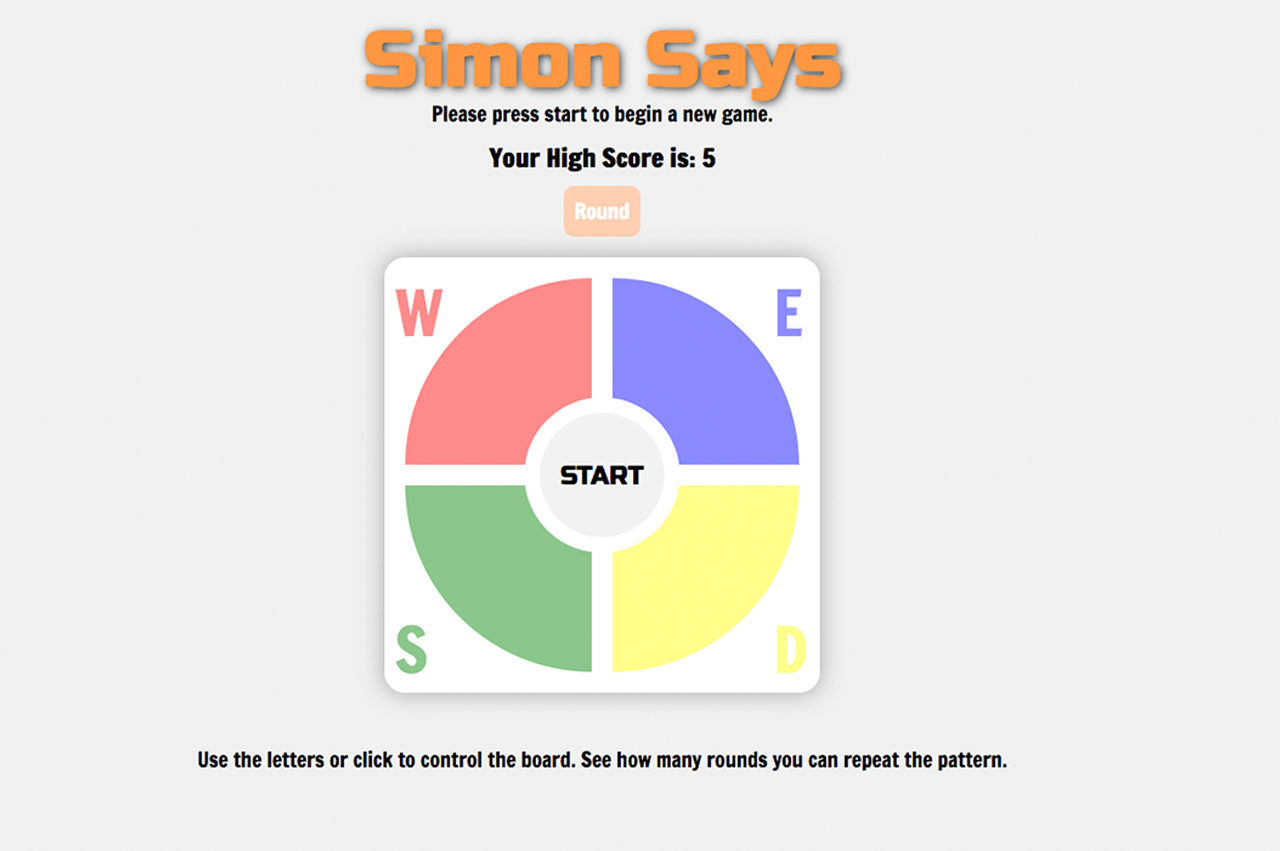 Simon Says
Please press start to begin a new game.
Your High Score is: 5
Round
W
E
START
S
D
Use the letters or click to control the board. See how many rounds you can repeat the pattern.